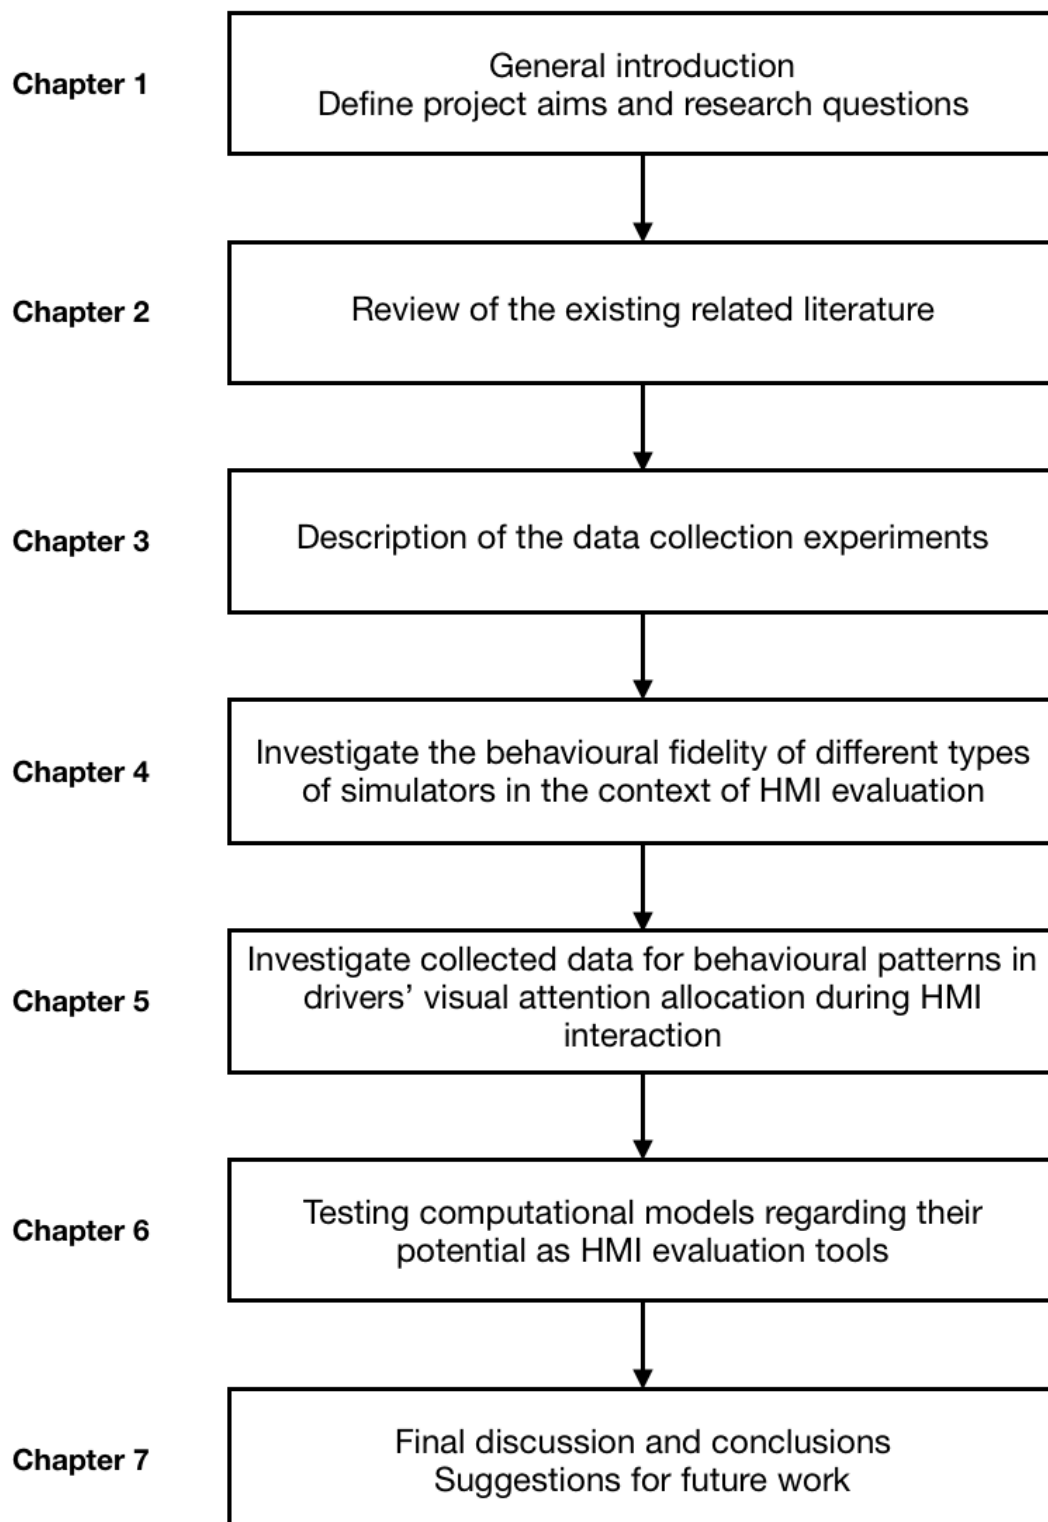 Chapter 1
General introduction
Define project aims and research questions
Chapter 2
Review of the existing related literature
Chapter 3
Description of the data collection experiments
Chapter 4
Investigate the behavioural fidelity of different types
of simulators in the context of HMI evaluation
Chapter 5
Investigate collected data for behavioural patterns in
drivers’ visual attention allocation during HMI
interaction
Chapter 6
Testing computational models regarding their
potential as HMI evaluation tools
Chapter 7
Final discussion and conclusions
Suggestions for future work